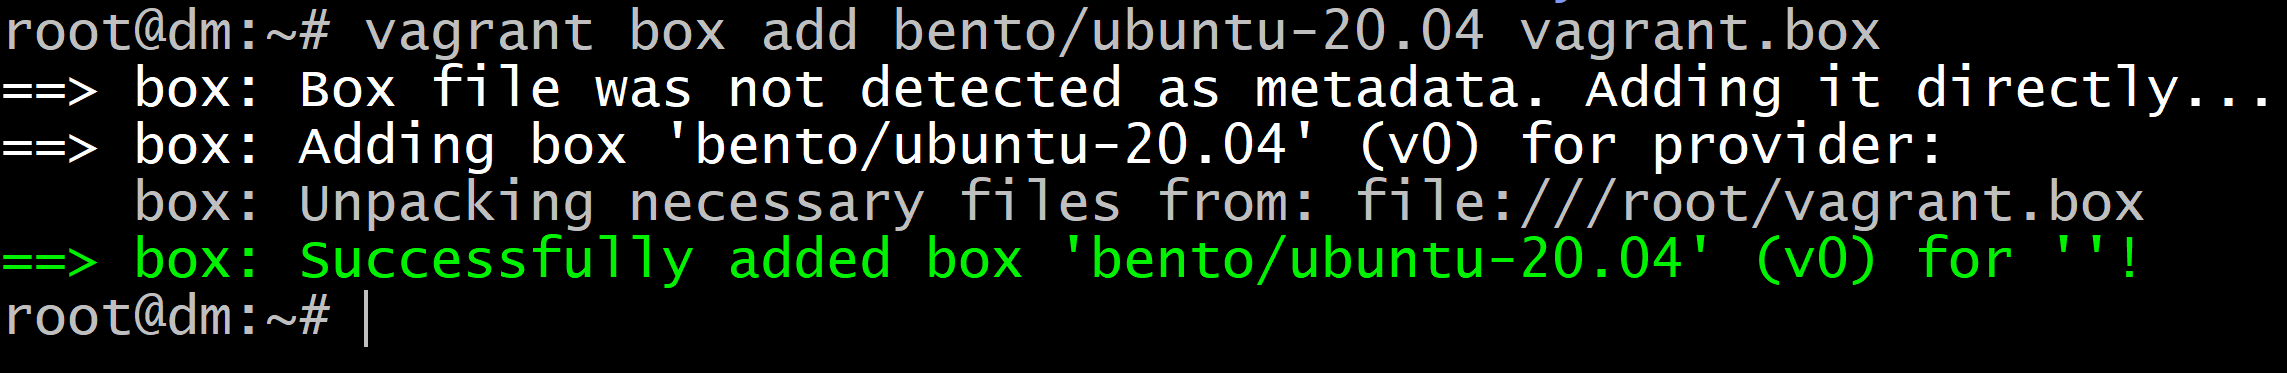 root@dm:~# vagrant box add bento/ubuntu-20.04 vagrant.box
==> box: Box file was not detected as metadata. Adding it directly...
==> box: Adding box 'bento/ubuntu-20.04' (v0) for provider:
    box: Unpacking necessary files from: file:///root/vagrant.box
==> box: Successfully added box 'bento/ubuntu-20.04' (v0) for ''!
root@dm:~#